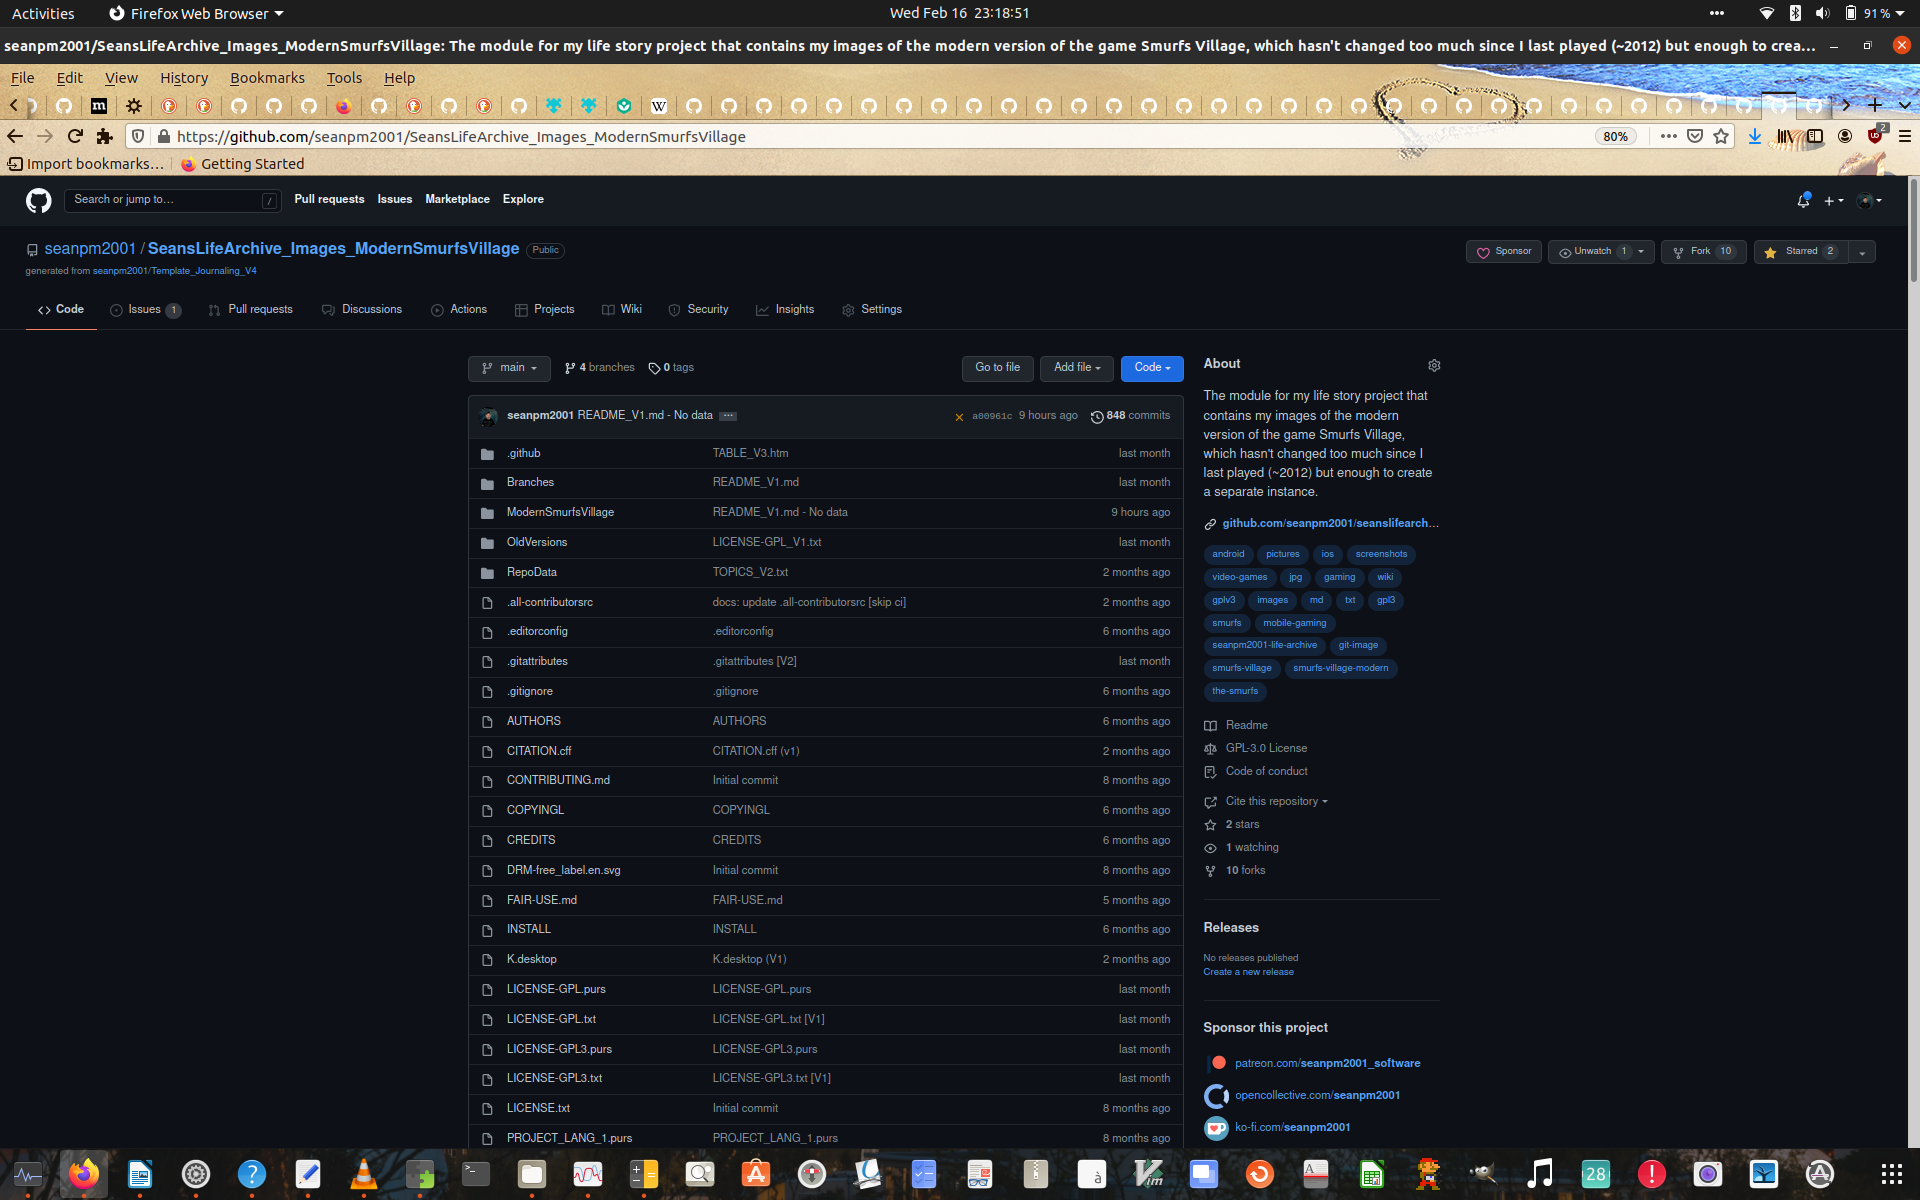 Activities
Firefox Web Browser
Wed Feb 16 23:18:51
91 %
seanpm2001/SeansLifeArchive_Images_ModernSmurfsVillage: The module for my life story project that contains my images of the modern version of the game Smurfs Village, which hasn't changed too much since I last played (~2012) but enough to crea…
File Edit View History Bookmarks Tools Help
https://github.com/seanpm2001/SeansLifeArchive_Images_ModernSmurfsVillage
80%
2
Import bookmarks…
Getting Started
Search or jump to…
/
Pull requests Issues Marketplace Explore
seanpm2001 / SeansLifeArchive_Images_ModernSmurfsVillage Public
generated from seanpm2001/Template_Journaling_V4
Sponsor
Unwatch 1
Fork 10
Starred 2
Code
Issues 1
Pull requests
Discussions
Actions
Projects
Wiki
Security
Insights
Settings
main
4 branches
0 tags
Go to file
Add file
Code
seanpm2001 README_V1.md - No data
a00961c 9 hours ago
848 commits
.github TABLE_V3.htm last month
Branches README_V1.md last month
ModernSmurfsVillage README_V1.md - No data 9 hours ago
OldVersions LICENSE-GPL_V1.txt last month
RepoData TOPICS_V2.txt 2 months ago
.all-contributorsrc docs: update .all-contributorsrc [skip ci] 2 months ago
.editorconfig .editorconfig 6 months ago
.gitattributes .gitattributes [V2] last month
.gitignore .gitignore 6 months ago
AUTHORS AUTHORS 6 months ago
CITATION.cff CITATION.cff (v1) 2 months ago
CONTRIBUTING.md Initial commit 8 months ago
COPYINGL COPYINGL 6 months ago
CREDITS CREDITS 6 months ago
DRM-free_label.en.svg Initial commit 8 months ago
FAIR-USE.md FAIR-USE.md 5 months ago
INSTALL INSTALL 6 months ago
K.desktop K.desktop (V1) 2 months ago
LICENSE-GPL.purs LICENSE-GPL.purs last month
LICENSE-GPL.txt LICENSE-GPL.txt [V1] last month
LICENSE-GPL3.purs LICENSE-GPL3.purs last month
LICENSE-GPL3.txt LICENSE-GPL3.txt [V1] last month
LICENSE.txt Initial commit 8 months ago
PROJECT_LANG_1.purs PROJECT_LANG_1.purs 8 months ago
About
The module for my life story project that
contains my images of the modern
version of the game Smurfs Village,
which hasn't changed too much since I
last played (~2012) but enough to create
a separate instance.
github.com/seanpm2001/seanslifearch…
android pictures ios screenshots
video-games jpg gaming wiki
gplv3 images md txt gpl3
smurfs mobile-gaming
seanpm2001-life-archive git-image
smurfs-village smurfs-village-modern
the-smurfs
Readme
GPL-3.0 License
Code of conduct
Cite this repository
2 stars
1 watching
10 forks
Releases
No releases published
Create a new release
Sponsor this project
patreon.com/seanpm2001_software
opencollective.com/seanpm2001
ko-fi.com/seanpm2001
28